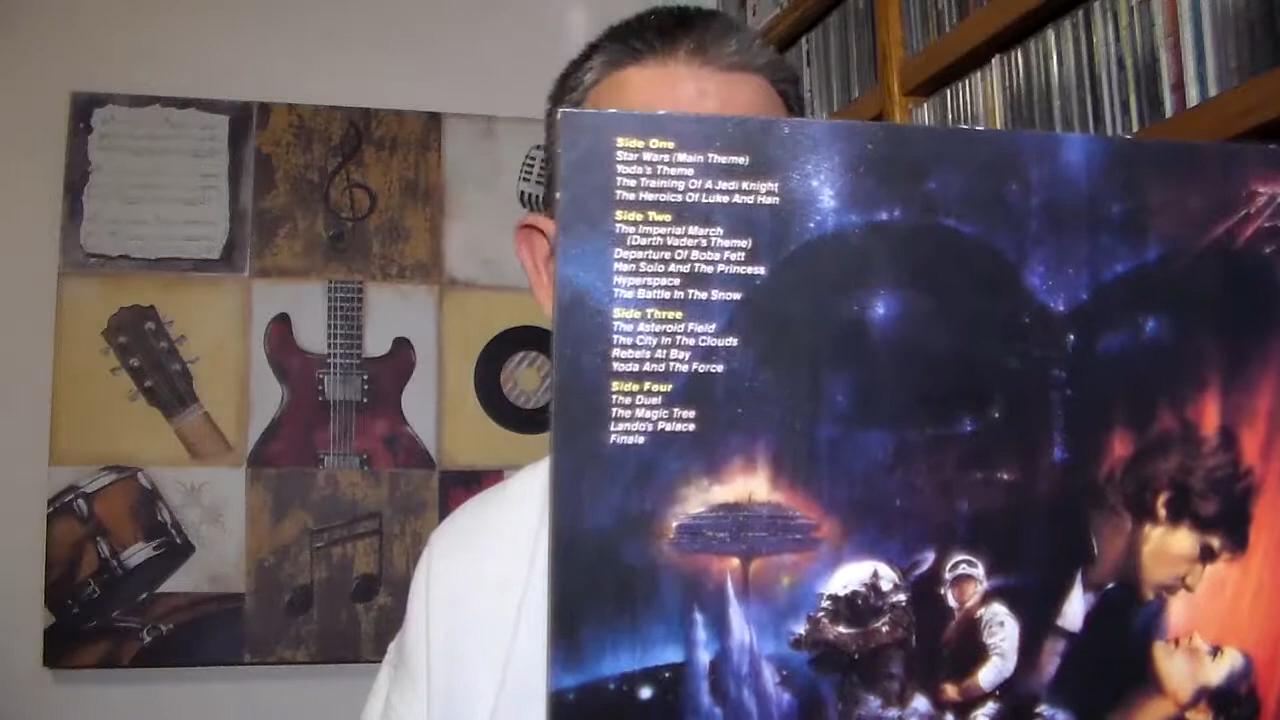 Side One
Star Wars (Main Theme)
Yoda's Theme
The Training Of A Jedi Knight
The Heroics Of Luke And Han
Side Two
The Imperial March
(Darth Vader's Theme)
Departure Of Boba Fett
Han Solo And The Princess
Hyperspace
The Battle In The Snow
Side Three
The Asteroid Field
The City In The Clouds
Rebels At Bay
Yoda And The Force
Side Four
The Duel
The Magic Tree
Lando's Palace
Finale